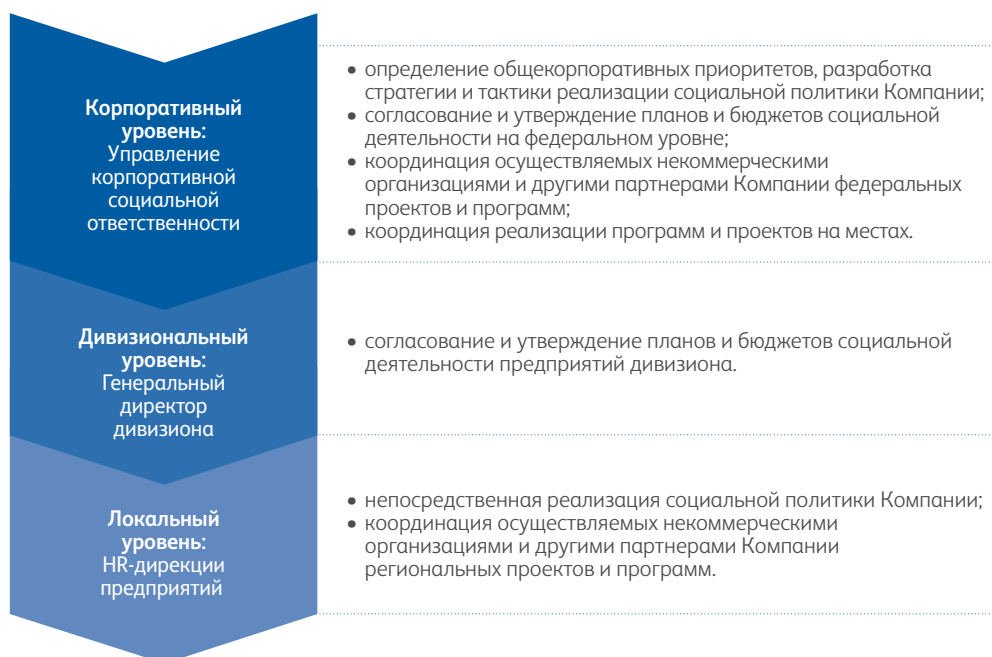 Корпоративный
уровень:
Управление
корпоративной
социальной
ответственности
• определение общекорпоративных приоритетов, разработка
стратегии и тактики реализации социальной политики Компании;
• согласование и утверждение планов и бюджетов социальной
деятельности на федеральном уровне;
• координация осуществляемых некоммерческими
организациями и другими партнерами Компании федеральных
проектов и программ;
• координация реализации программ и проектов на местах.
Дивизиональный
уровень:
Генеральный
директор
дивизиона
• согласование и утверждение планов и бюджетов социальной
деятельности предприятий дивизиона.
Локальный
уровень:
HR-дирекции
предприятий
• непосредственная реализация социальной политики Компании;
• координация осуществляемых некоммерческими
организациями и другими партнерами Компании
региональных проектов и программ.